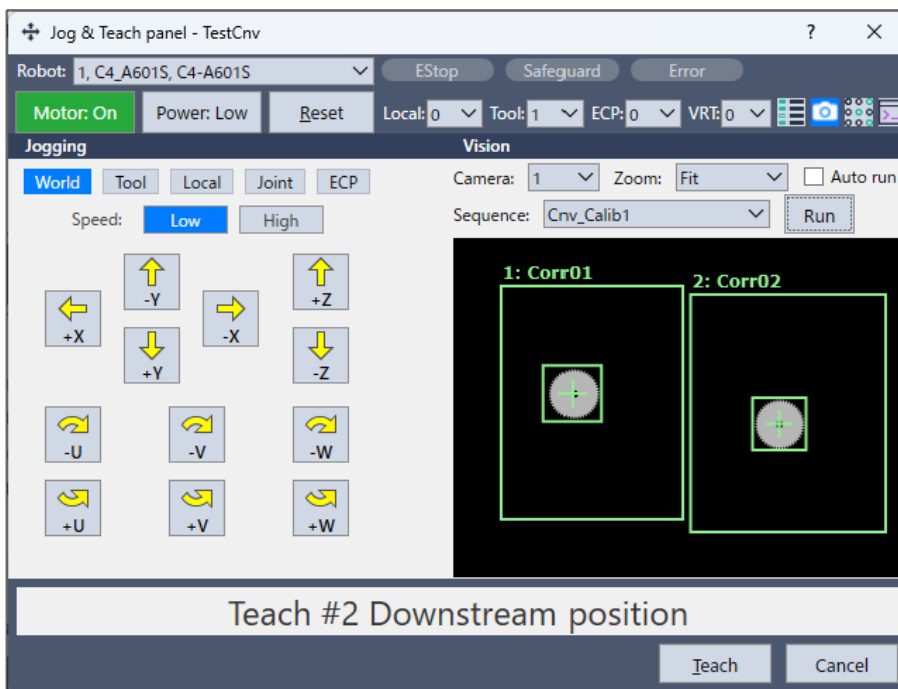 Jog & Teach panel - TestCnv ?
Robot: 1, C4_A601S, C4-A601S EStop Safeguard Error
Motor: On Power: Low Reset Local: 0 Tool: 1 ECP: 0 VRT: 0
Jogging Vision
World Tool Local Joint ECP Camera: 1 Zoom: Fit Auto run
Speed: Low High Sequence: Cnv_Calib1 Run
1: Corr01
2: Corr02
-Y +Z
+X -X
+Y -Z
-U -V -W
+U +V +W
Teach #2 Downstream position
Teach Cancel